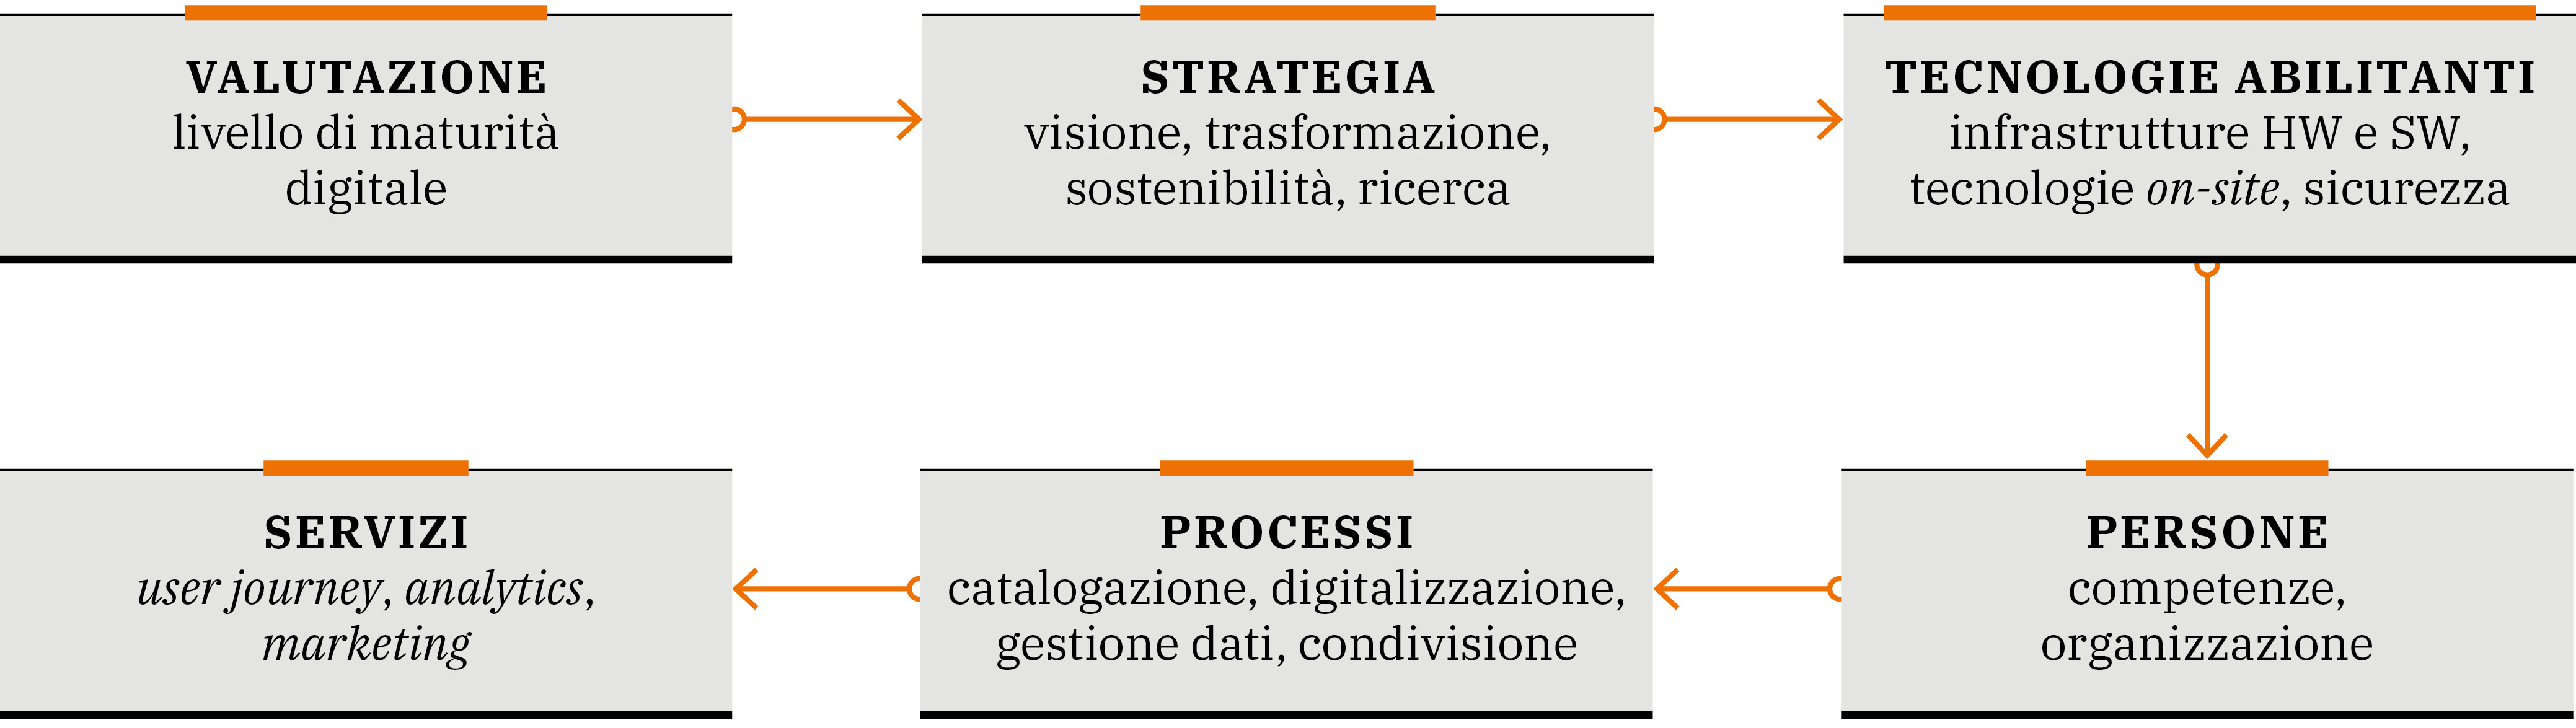 VALUTAZIONE
livello di maturità
digitale
STRATEGIA
visione, trasformazione,
sostenibilità, ricerca
TECNOLOGIE ABILITANTI
infrastrutture HW e SW,
tecnologie on-site, sicurezza
PERSONE
competenze,
organizzazione
PROCESSI
catalogazione, digitalizzazione,
gestione dati, condivisione
SERVIZI
user journey, analytics,
marketing